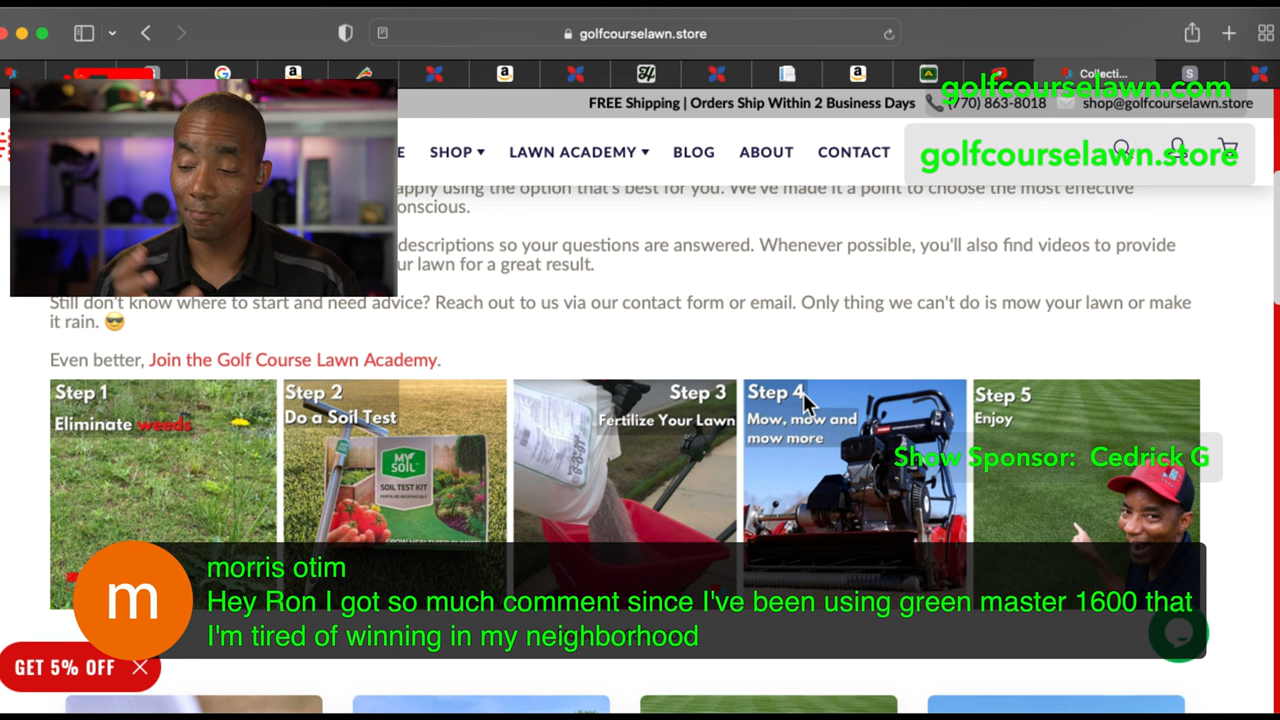 golfcourselawn.store
Collecti...
golfcourselawn.com
FREE Shipping | Orders Ship Within 2 Business Days
(770) 863-8018
shop@golfcourselawn.store
E SHOP LAWN ACADEMY BLOG ABOUT CONTACT
golfcourselawn.store
apply using the option that's best for you. We've made it a point to choose the most effective
onscious.
descriptions so your questions are answered. Whenever possible, you'll also find videos to provide
ur lawn for a great result.
Still don't know where to start and need advice? Reach out to us via our contact form or email. Only thing we can't do is mow your lawn or make
it rain. 😎
Even better, Join the Golf Course Lawn Academy.
Step 1
Eliminate weeds
Step 2
Do a Soil Test
MY
SOIL
SOIL TEST KIT
Step 3
Fertilize Your Lawn
Step 4
Mow, mow and
mow more
Step 5
Enjoy
Show Sponsor: Cedrick G
m
morris otim
Hey Ron I got so much comment since I've been using green master 1600 that
I'm tired of winning in my neighborhood
GET 5% OFF